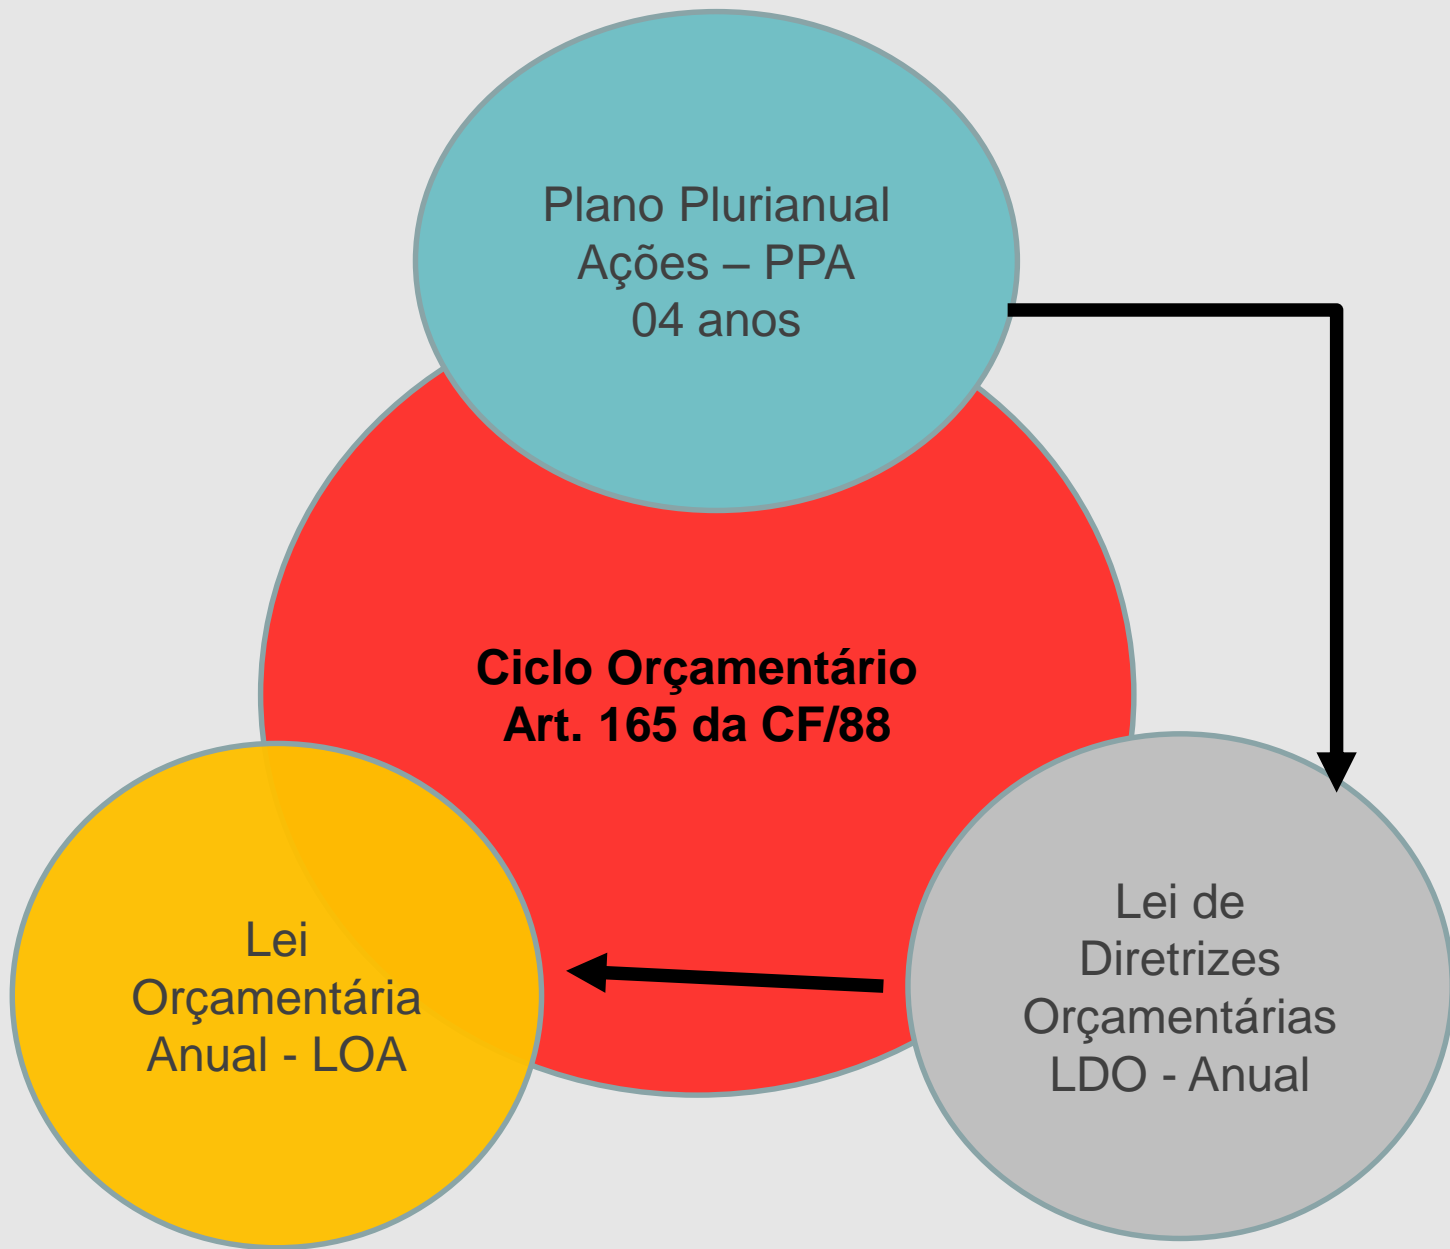 Plano Plurianual
Ações – PPA
04 anos
Ciclo Orçamentário
Art. 165 da CF/88
Lei
Orçamentária
Anual - LOA
Lei de
Diretrizes
Orçamentárias
LDO - Anual